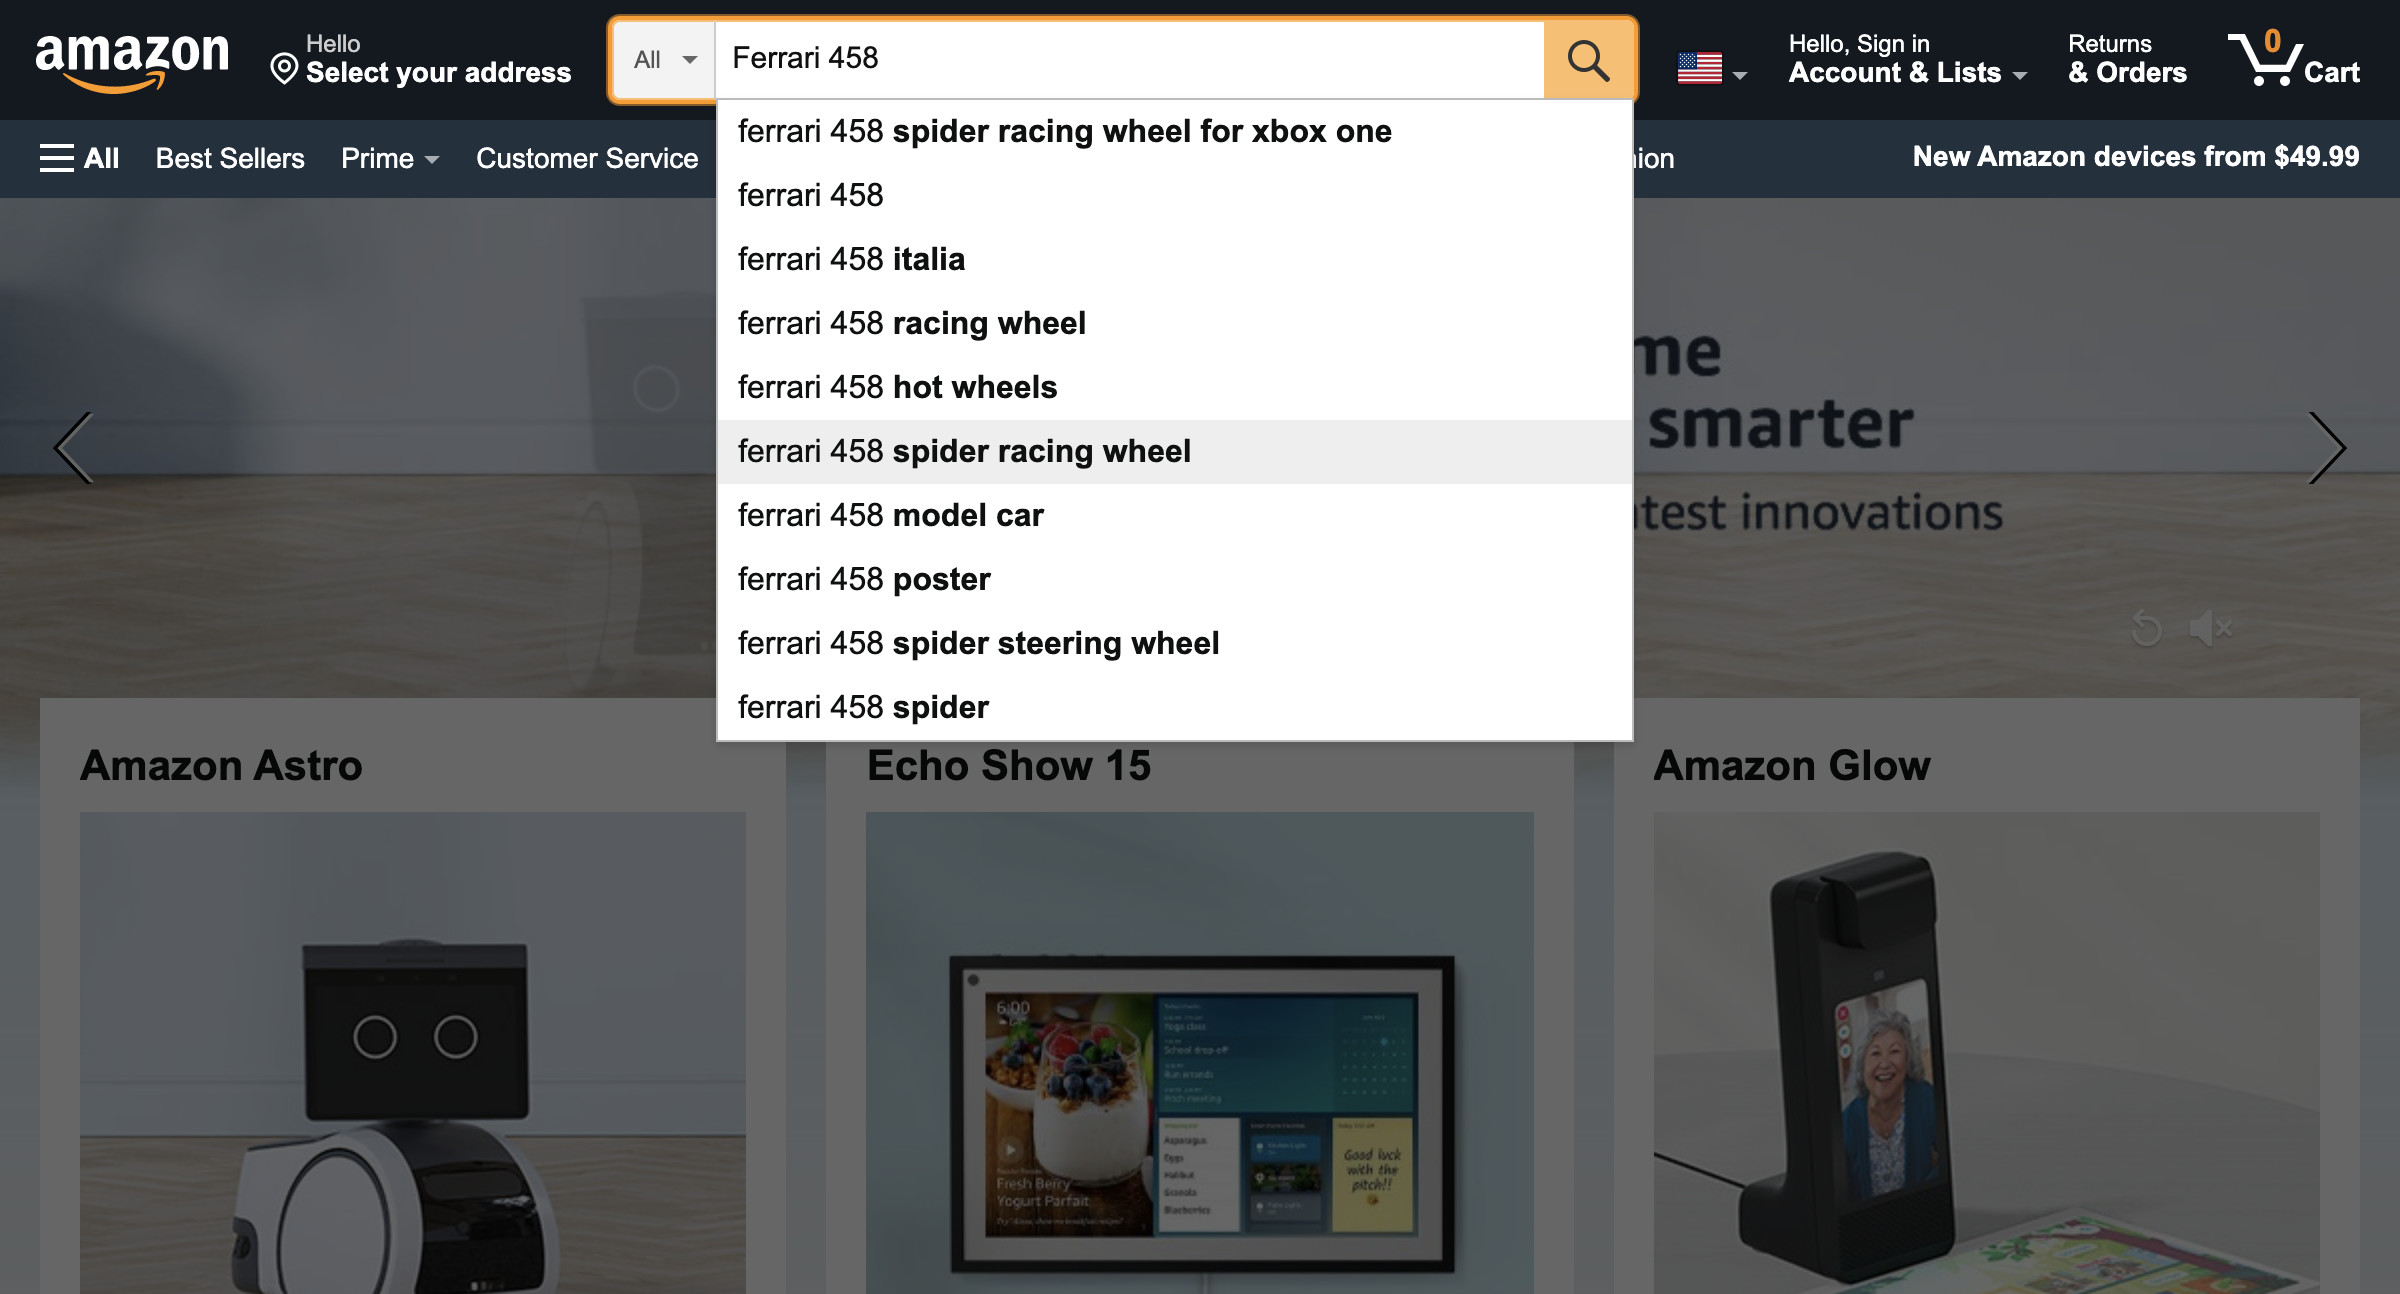 amazon
Hello
Select your address
All
Ferrari 458
Hello, Sign in
Account & Lists
Returns
& Orders
0
Cart
All
Best Sellers
Prime
Customer Service
New Amazon devices from $49.99
ferrari 458 spider racing wheel for xbox one
ferrari 458
ferrari 458 italia
ferrari 458 racing wheel
ferrari 458 hot wheels
ferrari 458 spider racing wheel
ferrari 458 model car
ferrari 458 poster
ferrari 458 spider steering wheel
ferrari 458 spider
smarter
innovations
Amazon Astro
Echo Show 15
Amazon Glow
6:00
Yoga class
School drop-off
Run errands
Pitch meeting
Asparagus
Eggs
Halibut
Granola
Blueberries
Good luck
with the
pitch!!
Fresh Berry
Yogurt Parfait